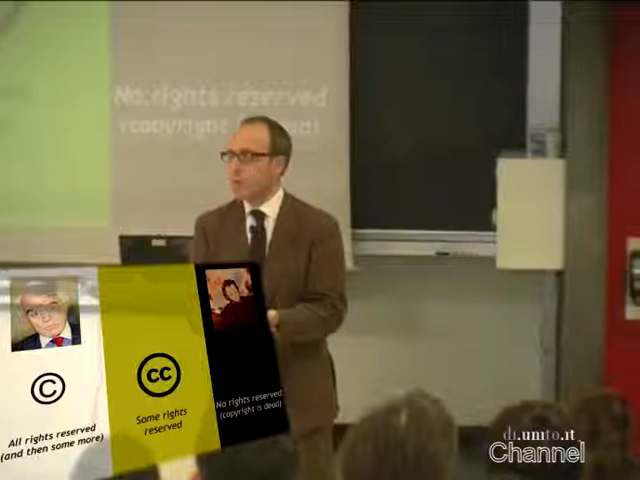 No rights reserved
(copyright is dead)
©
All rights reserved
(and then some more)
cc
Some rights
reserved
No rights reserved
(copyright is dead)
di.unito.it
Channel